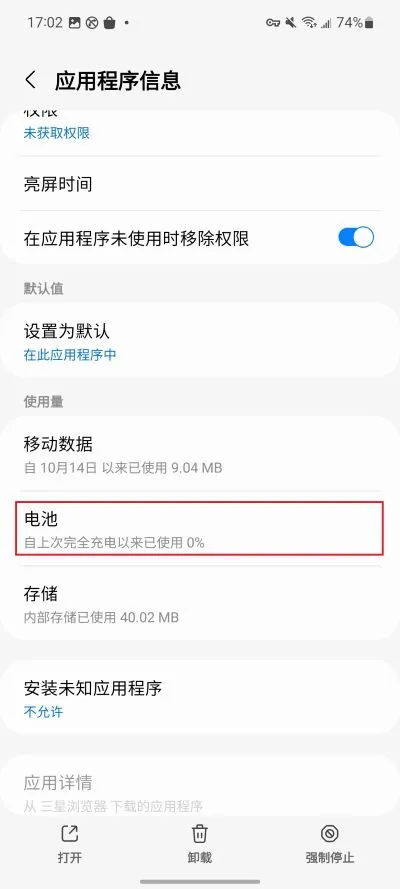 17:02
74%
应用程序信息
权限
未获取权限
亮屏时间
在应用程序未使用时移除权限
默认值
设置为默认
在此应用程序中
使用量
移动数据
自 10月14日 以来已使用 9.04 MB
电池
自上次完全充电以来已使用 0%
存储
内部存储已使用 40.02 MB
安装未知应用程序
不允许
应用详情
从 三星浏览器 下载的应用程序
打开
卸载
强制停止